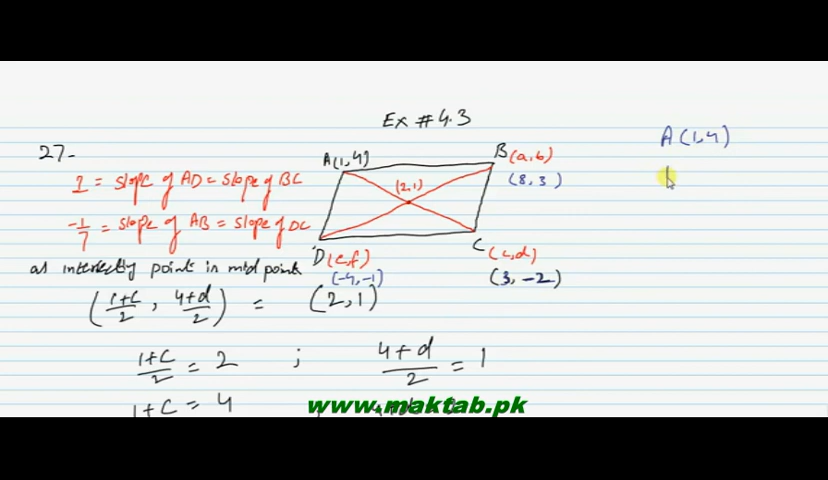 Ex # 4.3
27-
A(1,4)
B(a,b)
(8,3)
A(1,4)
1 = slope of AD = slope of BC
(2,1)
-1/7 = slope of AB = slope of DC
D(e,f)
(-4,-1)
C(c,d)
(3,-2)
as intersecting point is mid point
(1+c/2, 4+d/2) = (2,1)
1+c/2 = 2 ; 4+d/2 = 1
1+c = 4
www.maktab.pk